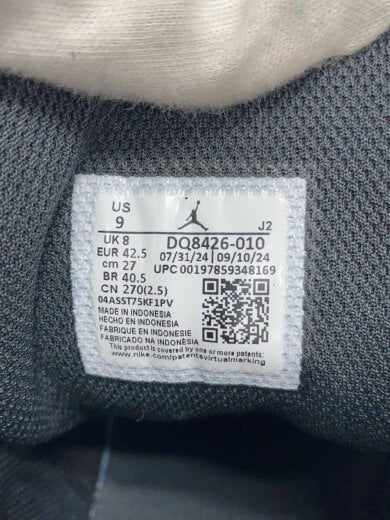 US
9
J2
UK 8
EUR 42.5
cm 27
BR 40.5
CN 270(2.5)
DQ8426-010
07/31/24 | 09/10/24
UPC 00197859348169
04ASST75KF1PV
MADE IN INDONESIA
HECHO EN INDONESIA
FABRIQUE EN INDONESIE
FABRICADO NA INDONÉSIA
This product is covered by one or more patents:
www.nike.com/patentsvirtualmarking